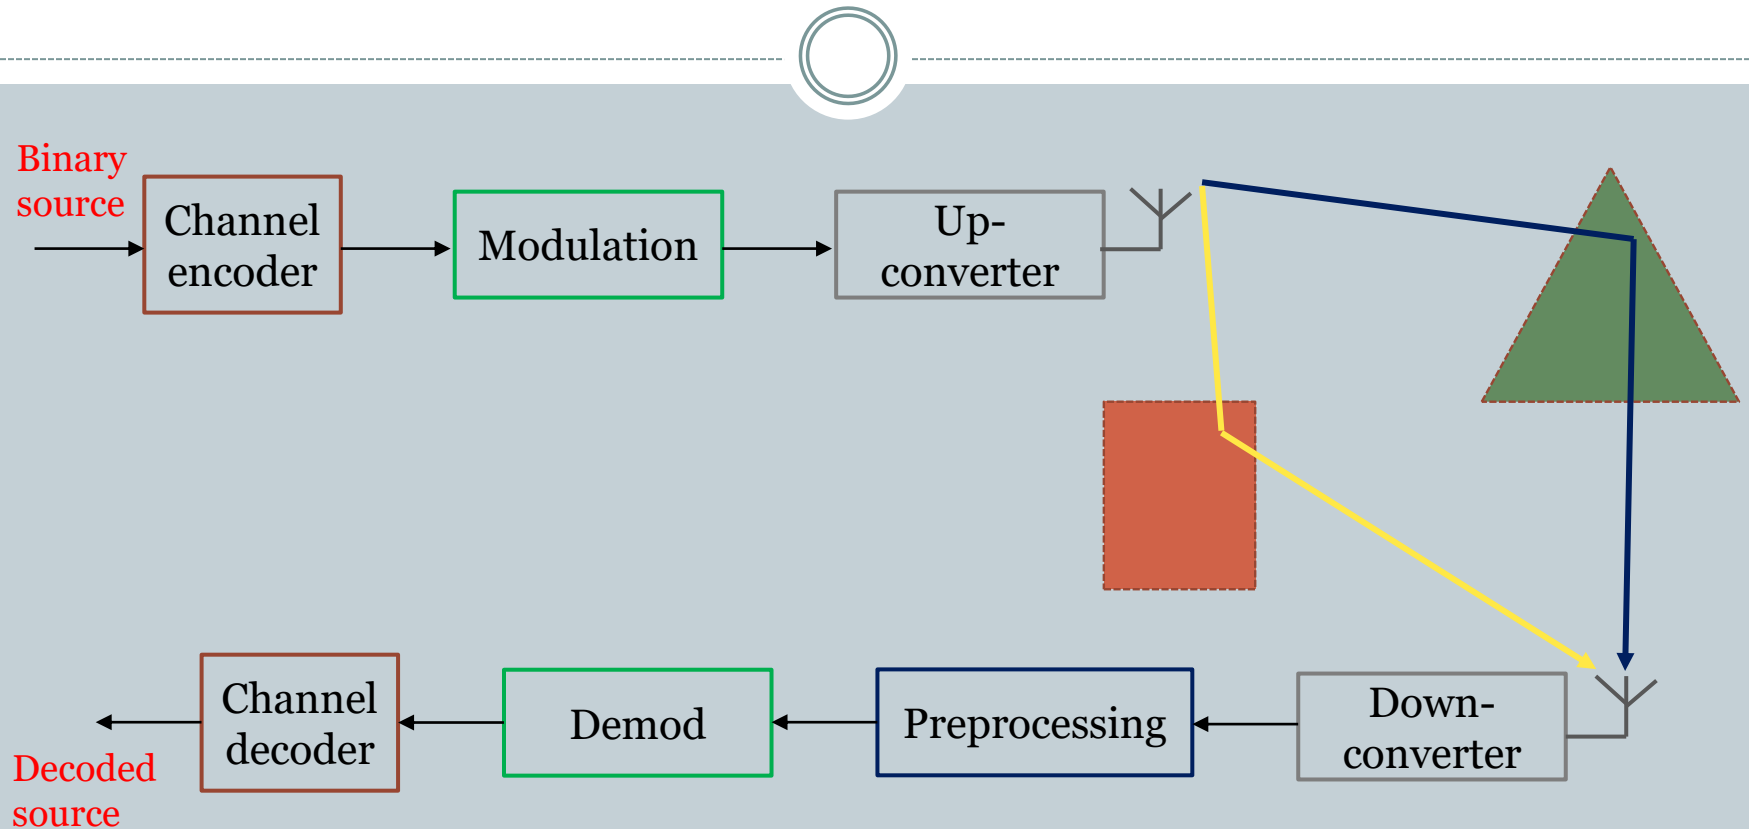 Binary
source
Channel
encoder
Modulation
Up-
converter
Channel
decoder
Demod
Preprocessing
Down-
converter
Decoded
source